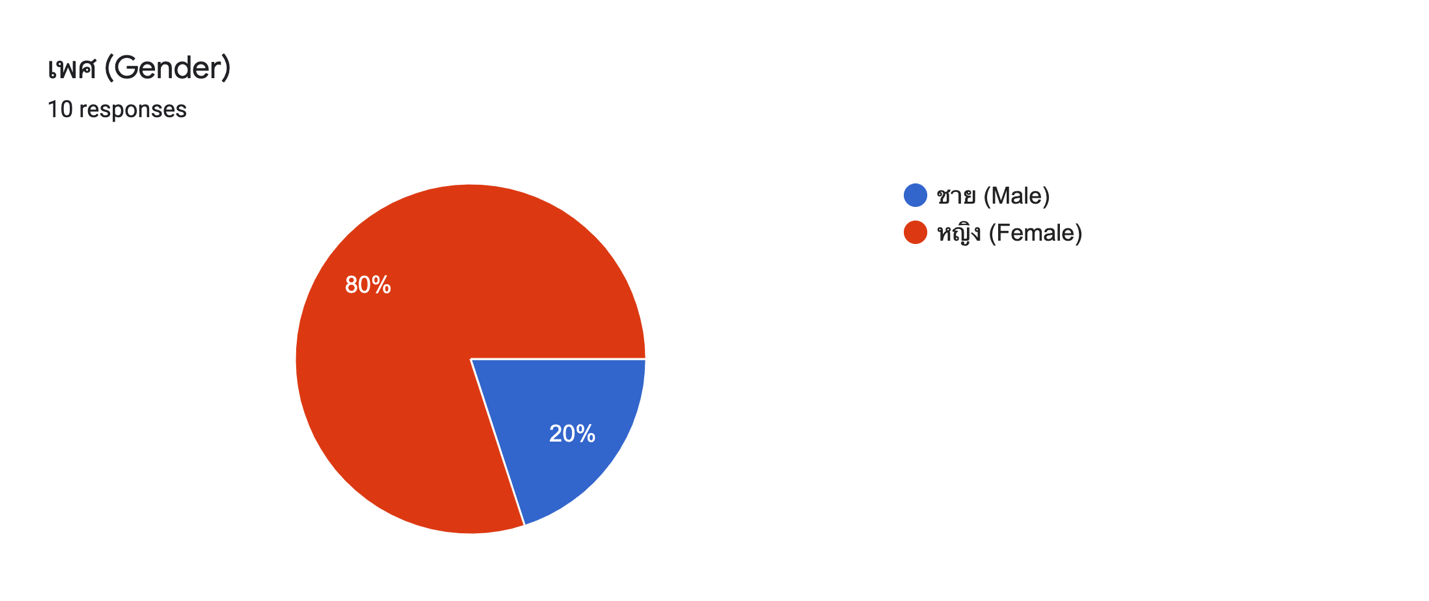 เพศ (Gender)
10 responses
ชาย (Male)
หญิง (Female)
80%
20%